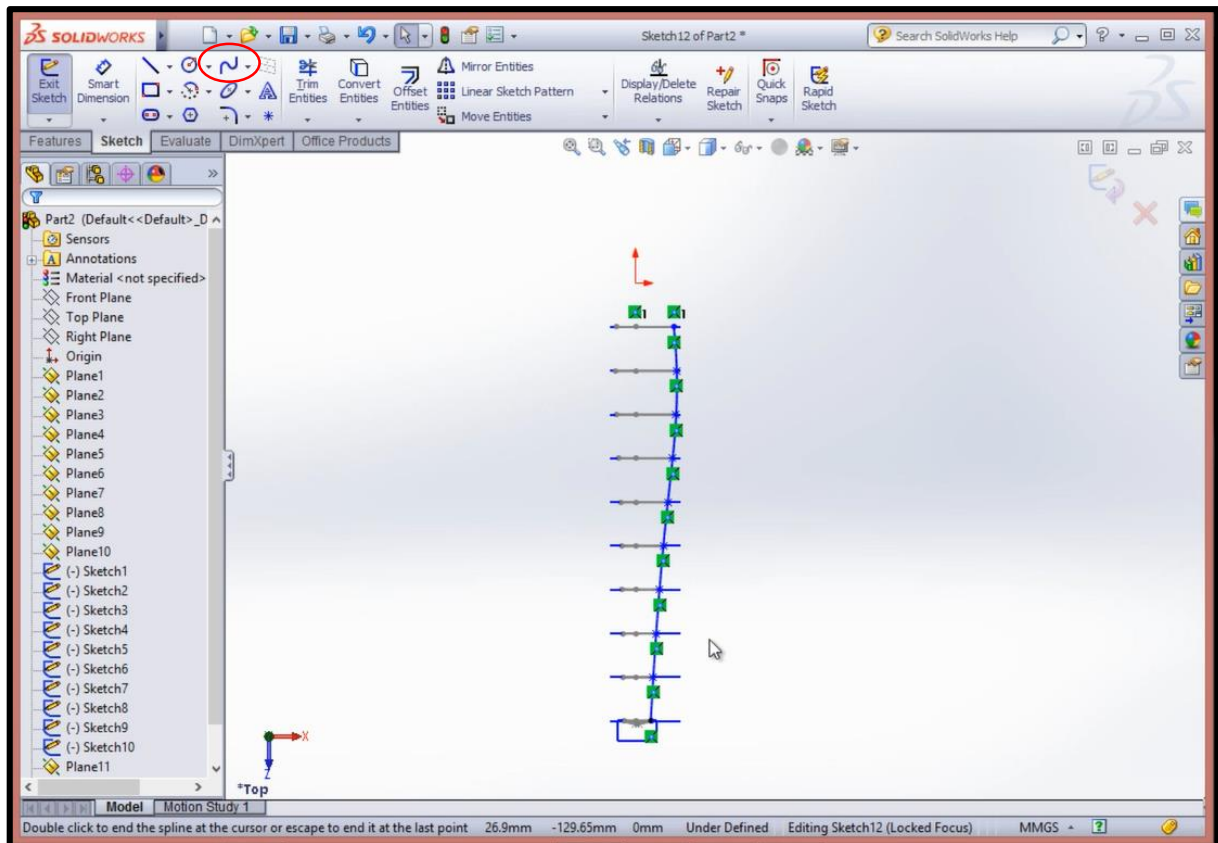 SOLIDWORKS
Sketch12 of Part2 *
Search SolidWorks Help
Exit Sketch
Smart Dimension
Trim Entities
Convert Entities
Offset Entities
Mirror Entities
Linear Sketch Pattern
Move Entities
Display/Delete Relations
Repair Sketch
Quick Snaps
Rapid Sketch
Features Sketch Evaluate DimXpert Office Products
Part2 (Default<<Default>_D
Sensors
Annotations
Material <not specified>
Front Plane
Top Plane
Right Plane
Origin
Plane1
Plane2
Plane3
Plane4
Plane5
Plane6
Plane7
Plane8
Plane9
Plane10
(-) Sketch1
(-) Sketch2
(-) Sketch3
(-) Sketch4
(-) Sketch5
(-) Sketch6
(-) Sketch7
(-) Sketch8
(-) Sketch9
(-) Sketch10
Plane11
1 1
X
Z
*Top
Model Motion Study 1
Double click to end the spline at the cursor or escape to end it at the last point 26.9mm -129.65mm 0mm Under Defined Editing Sketch12 (Locked Focus) MMGS